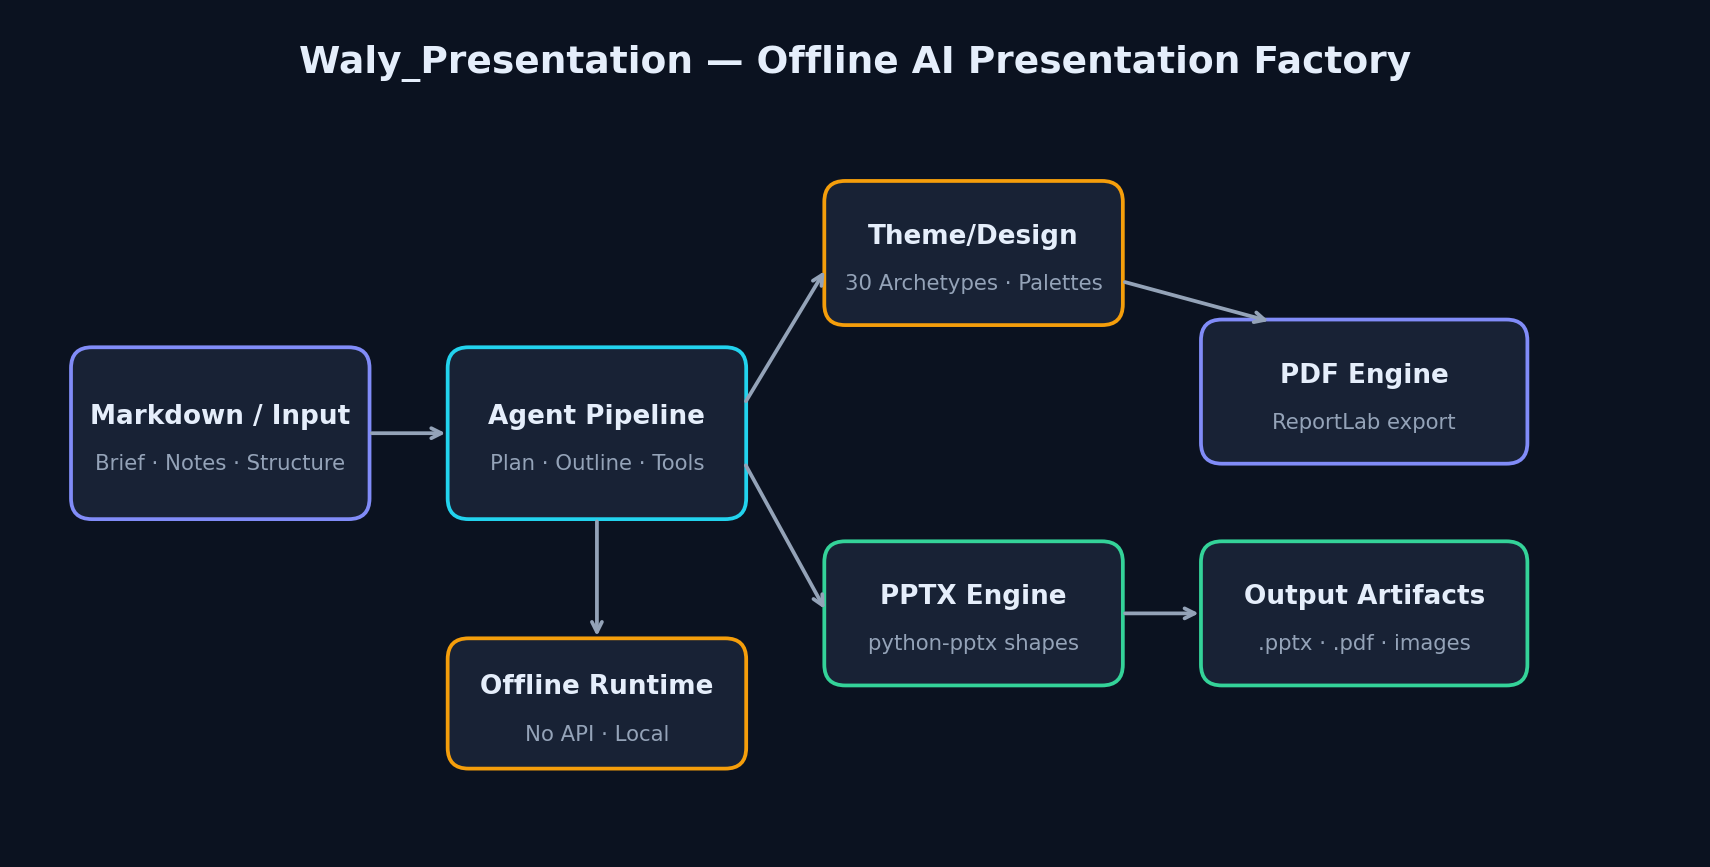 Waly_Presentation — Offline AI Presentation Factory
Theme/Design
30 Archetypes · Palettes
Markdown / Input
Brief · Notes · Structure
Agent Pipeline
Plan · Outline · Tools
PDF Engine
ReportLab export
PPTX Engine
python-pptx shapes
Output Artifacts
.pptx · .pdf · images
Offline Runtime
No API · Local